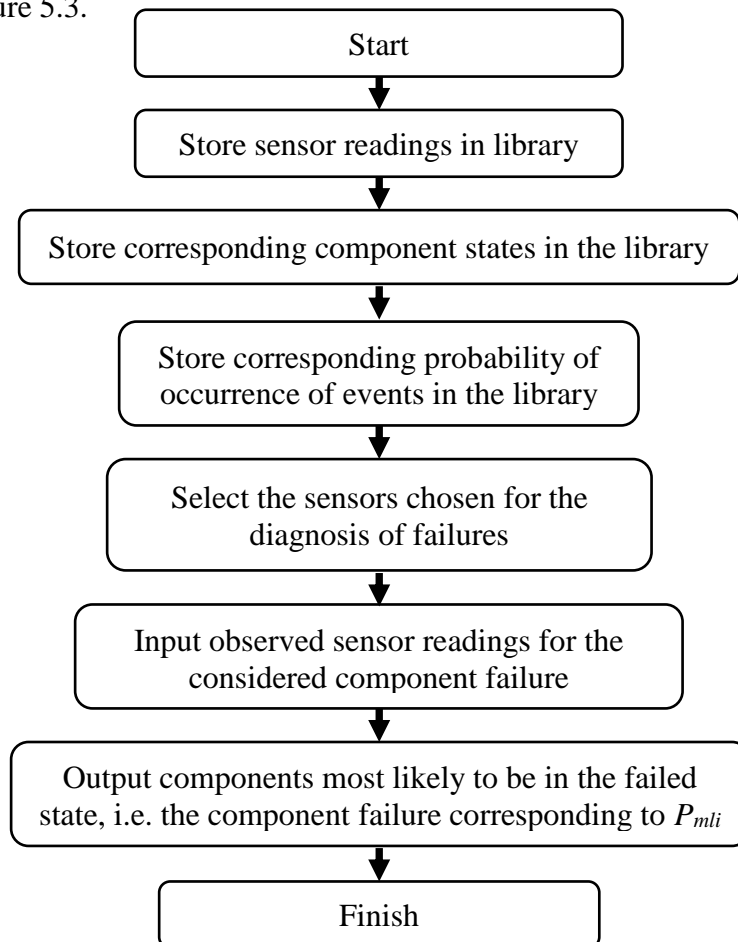 ure 5.3.
Start
Store sensor readings in library
Store corresponding component states in the library
Store corresponding probability of
occurrence of events in the library
Select the sensors chosen for the
diagnosis of failures
Input observed sensor readings for the
considered component failure
Output components most likely to be in the failed
state, i.e. the component failure corresponding to P_mli
Finish